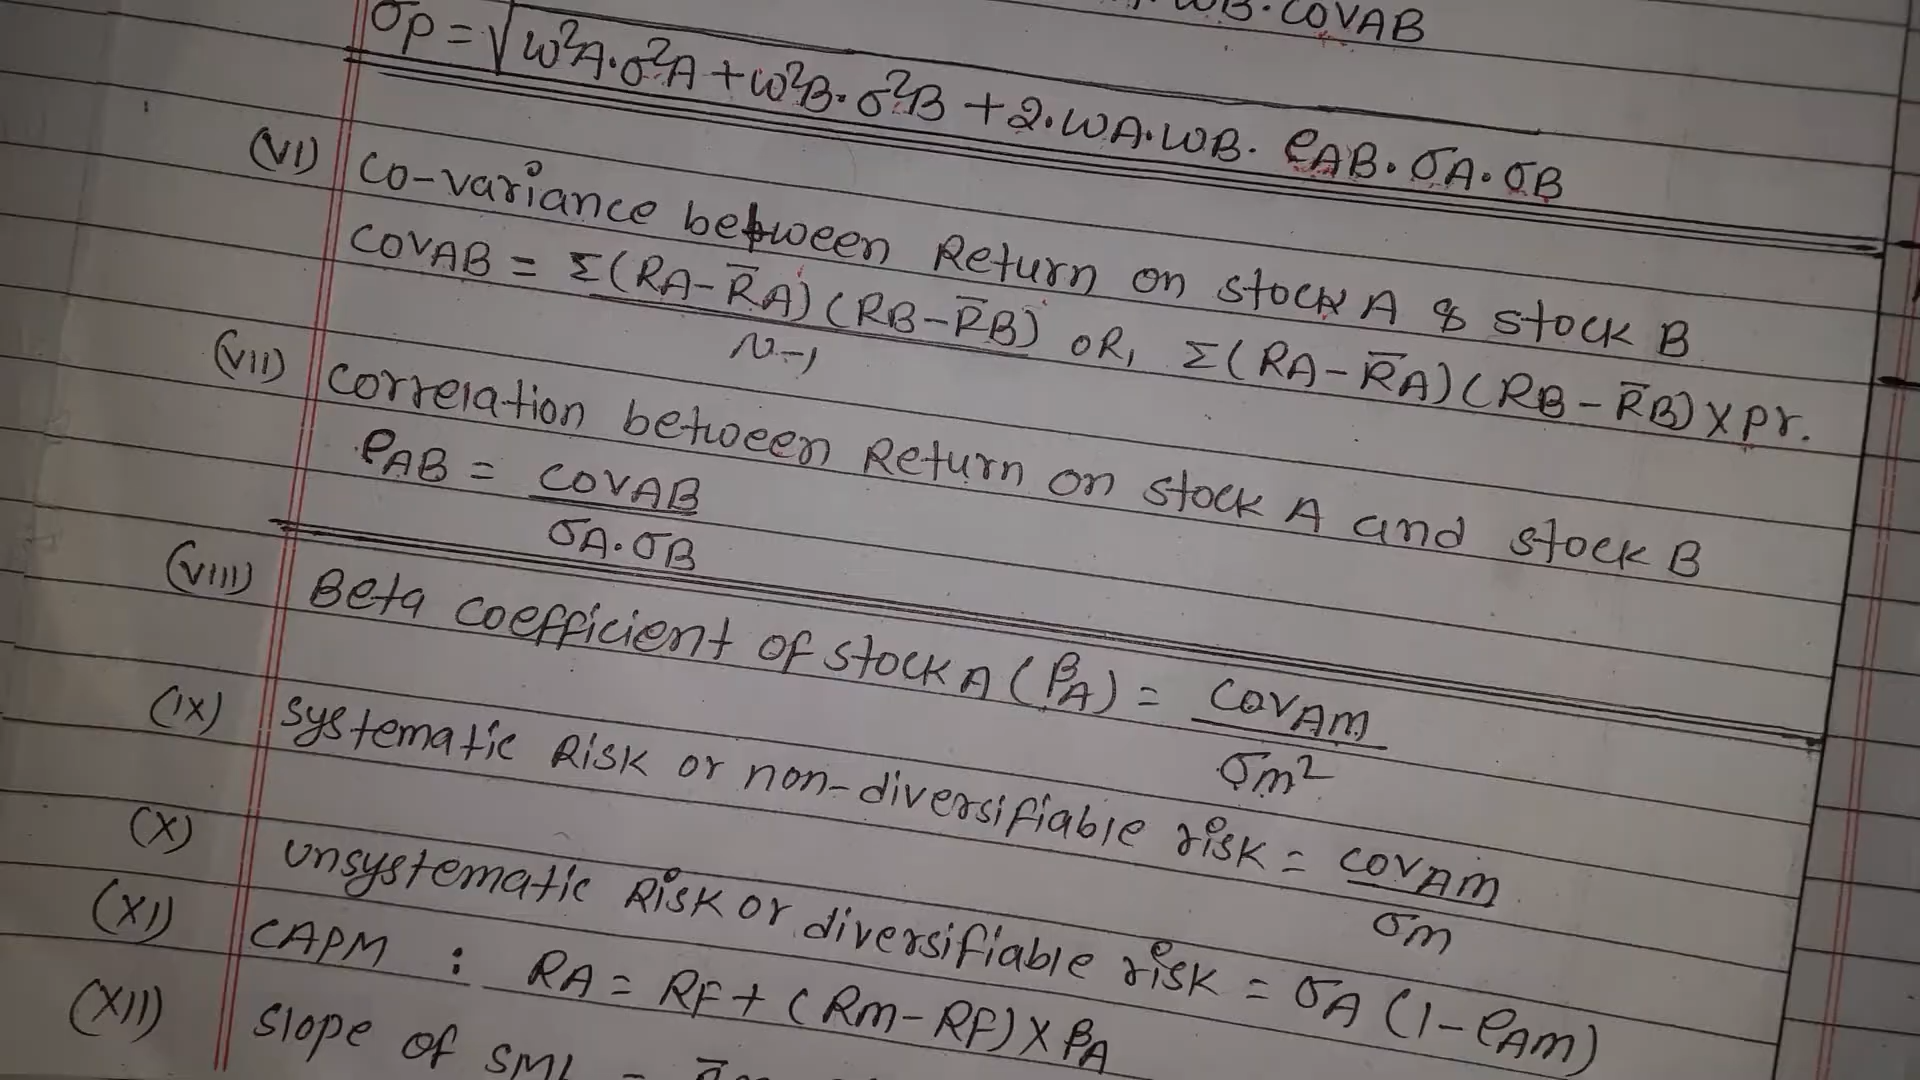 WB.COVAB
σp = √w²A.σ²A + w²B.σ²B + 2.WA.WB. ρAB.σA.σB
(VI) co-variance between Return on stock A & stock B
COVAB = Σ(RA-R̅A) (RB-R̅B) / N-1 OR, Σ(RA-R̅A)(RB-R̅B) X Pr.
(VII) correlation between Return on stock A and stock B
ρAB = COVAB / σA.σB
(VIII) Beta coefficient of stock A (βA) = COVAM / σm²
(IX) systematic Risk or non-diversifiable risk = COVAM / σm
(X) unsystematic Risk or diversifiable risk = σA (1-ρAM)
(XI) CAPM : RA = RF + (Rm-RF) X βA
(XII) slope of SML =